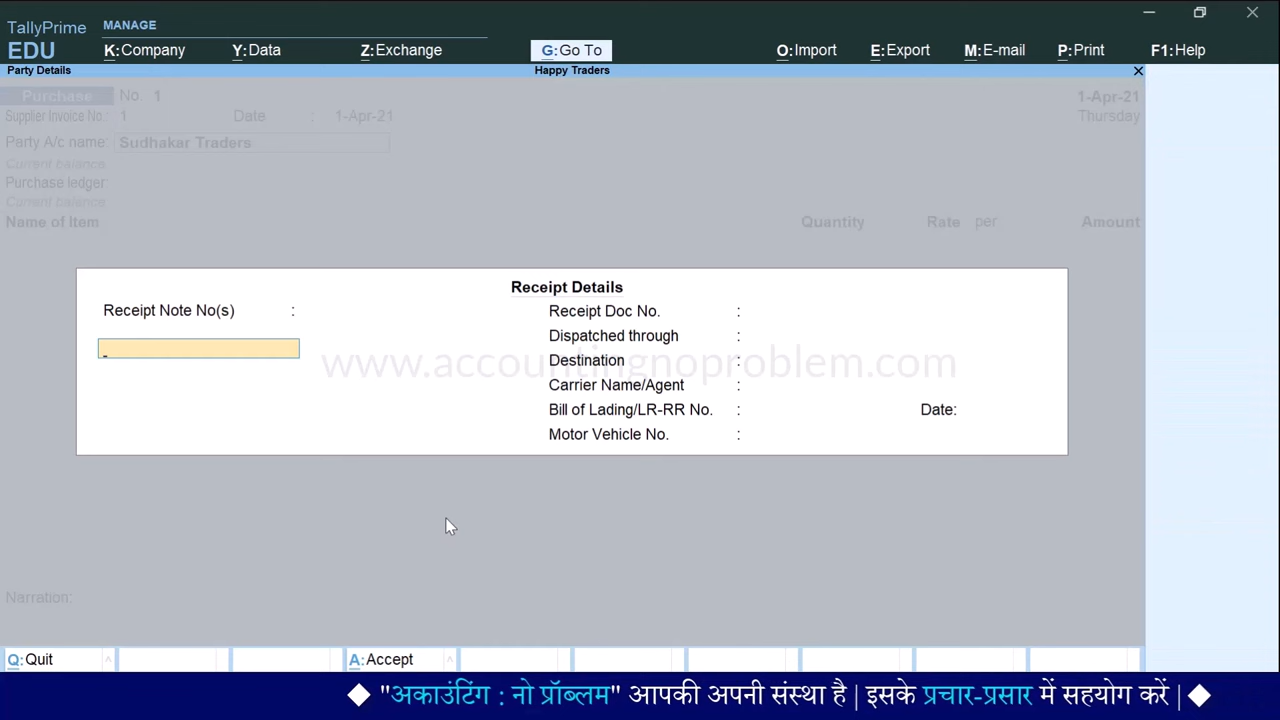 TallyPrime
EDU
MANAGE
K:Company Y:Data Z:Exchange G:Go To O:Import E:Export M:E-mail P:Print F1:Help
Party Details Happy Traders
Purchase No. 1 1-Apr-21
Supplier Invoice No.: 1 Date : 1-Apr-21 Thursday
Party A/c name: Sudhakar Traders
Current balance
Purchase ledger
Current balance
Name of Item Quantity Rate per Amount
Receipt Details
Receipt Note No(s) : Receipt Doc No. :
Dispatched through :
Destination :
www.accountingnoproblem.com
Carrier Name/Agent :
Bill of Lading/LR-RR No. : Date:
Motor Vehicle No. :
Narration:
Q:Quit A:Accept
"अकाउंटिंग : नो प्रॉब्लम" आपकी अपनी संस्था है | इसके प्रचार-प्रसार में सहयोग करें |